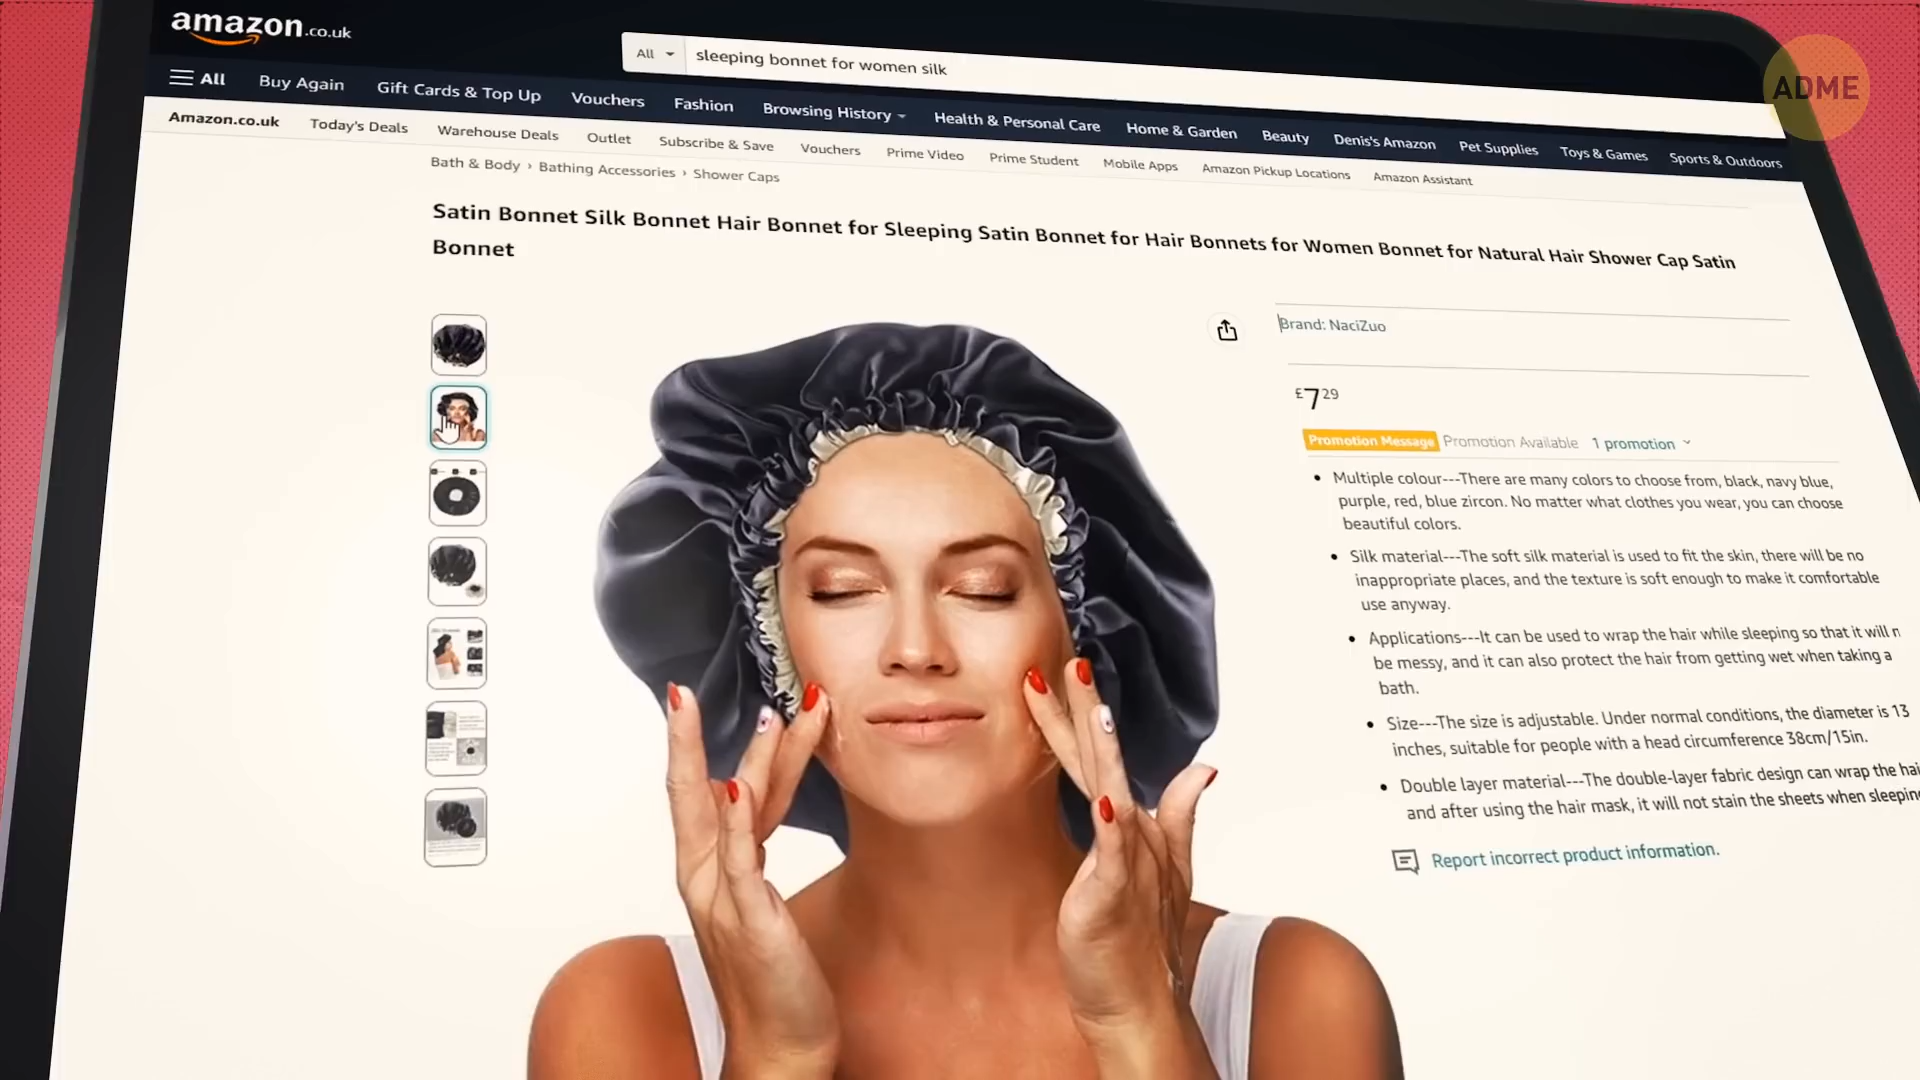 amazon.co.uk
All
sleeping bonnet for women silk
ADME
All
Buy Again
Gift Cards & Top Up
Vouchers
Fashion
Browsing History
Health & Personal Care
Home & Garden
Beauty
Denis's Amazon
Pet Supplies
Toys & Games
Sports & Outdoors
Amazon.co.uk
Today's Deals
Warehouse Deals
Outlet
Subscribe & Save
Vouchers
Prime Video
Prime Student
Mobile Apps
Amazon Pickup Locations
Amazon Assistant
Bath & Body › Bathing Accessories › Shower Caps
Satin Bonnet Silk Bonnet Hair Bonnet for Sleeping Satin Bonnet for Hair Bonnets for Women Bonnet for Natural Hair Shower Cap Satin
Bonnet
Brand: NaciZuo
£7 29
Promotion Message Promotion Available 1 promotion
• Multiple colour---There are many colors to choose from, black, navy blue,
purple, red, blue zircon. No matter what clothes you wear, you can choose
beautiful colors.
• Silk material---The soft silk material is used to fit the skin, there will be no
inappropriate places, and the texture is soft enough to make it comfortable
use anyway.
• Applications---It can be used to wrap the hair while sleeping so that it will n
be messy, and it can also protect the hair from getting wet when taking a
bath.
• Size---The size is adjustable. Under normal conditions, the diameter is 13
inches, suitable for people with a head circumference 38cm/15in.
• Double layer material---The double-layer fabric design can wrap the hai
and after using the hair mask, it will not stain the sheets when sleeping
Report incorrect product information.